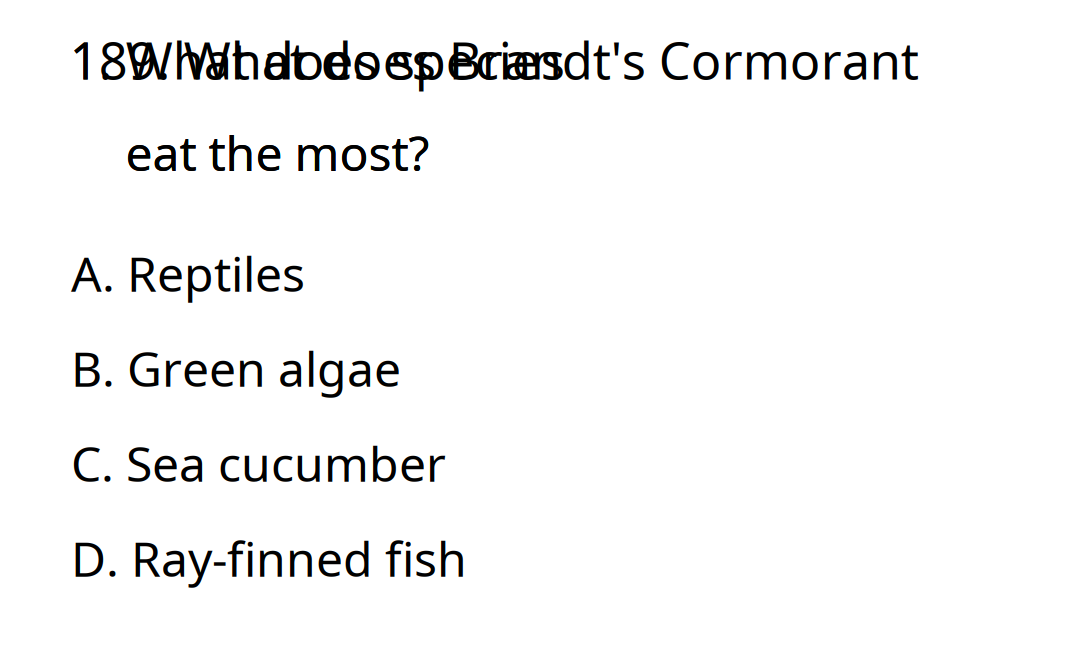 189. What does Brandt's Cormorant
eat the most?
A. Reptiles
B. Green algae
C. Sea cucumber
D. Ray-finned fish